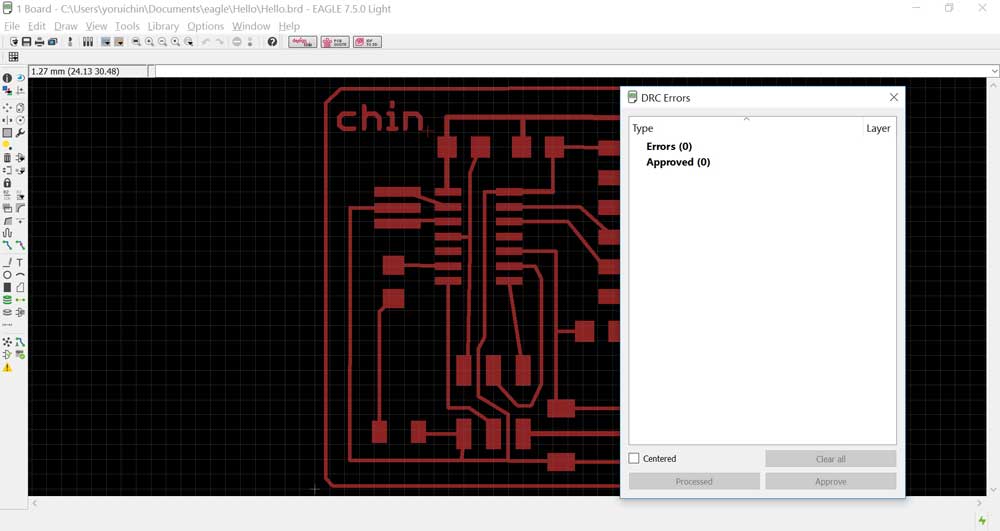 1 Board - C:\Users\yoruichin\Documents\eagle\Hello\Hello.brd - EAGLE 7.5.0 Light
File Edit Draw View Tools Library Options Window Help
1.27 mm (24.13 30.48)
chin
DRC Errors
Type Layer
Errors (0)
Approved (0)
Centered Clear all
Processed Approve